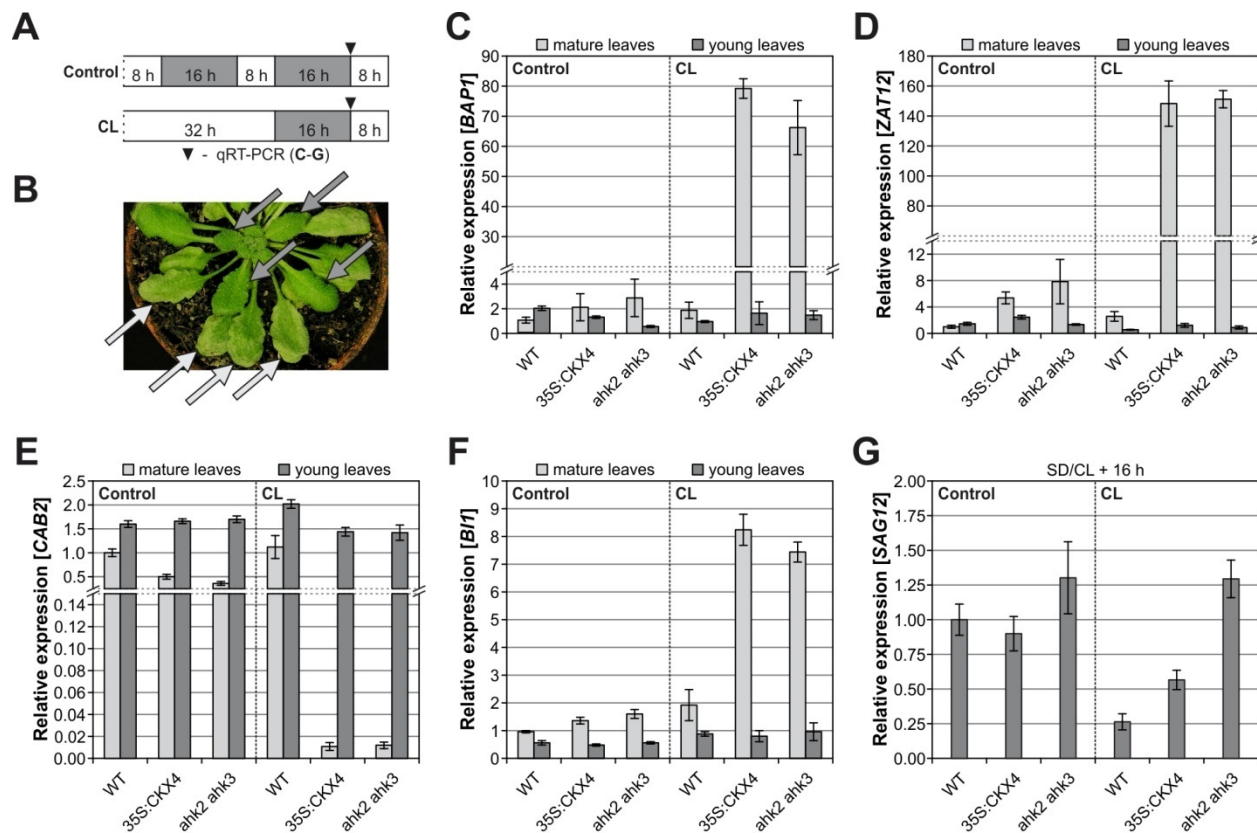 A
Control
8 h 16 h 8 h 16 h 8 h
CL
32 h 16 h 8 h
▼ - qRT-PCR (C-G)
B
C
mature leaves young leaves
Relative expression [BAP1]
Control CL
90
80
70
60
50
40
30
4
2
0
WT 35S:CKX4 ahk2 ahk3 WT 35S:CKX4 ahk2 ahk3
D
mature leaves young leaves
Relative expression [ZAT12]
Control CL
180
160
140
120
100
80
60
12
8
4
0
WT 35S:CKX4 ahk2 ahk3 WT 35S:CKX4 ahk2 ahk3
E
mature leaves young leaves
Relative expression [CAB2]
Control CL
2.5
2.0
1.5
1.0
0.5
0.14
0.12
0.10
0.08
0.06
0.04
0.02
0.00
WT 35S:CKX4 ahk2 ahk3 WT 35S:CKX4 ahk2 ahk3
F
mature leaves young leaves
Relative expression [BI1]
Control CL
10
9
8
7
6
5
4
3
2
1
0
WT 35S:CKX4 ahk2 ahk3 WT 35S:CKX4 ahk2 ahk3
G
SD/CL + 16 h
Relative expression [SAG12]
Control CL
2.00
1.75
1.50
1.25
1.00
0.75
0.50
0.25
0.00
WT 35S:CKX4 ahk2 ahk3 WT 35S:CKX4 ahk2 ahk3